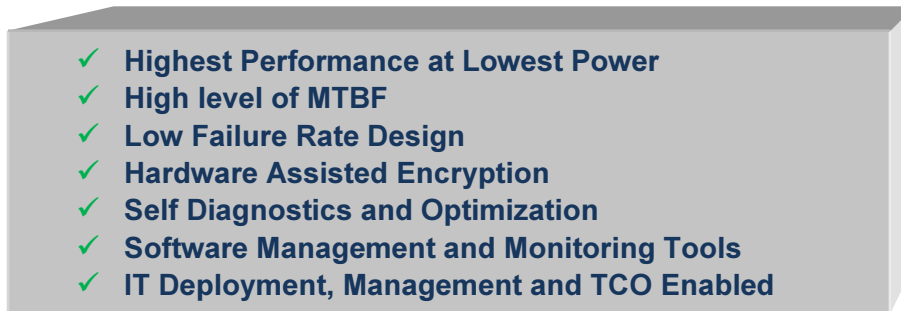 ✓ Highest Performance at Lowest Power
✓ High level of MTBF
✓ Low Failure Rate Design
✓ Hardware Assisted Encryption
✓ Self Diagnostics and Optimization
✓ Software Management and Monitoring Tools
✓ IT Deployment, Management and TCO Enabled